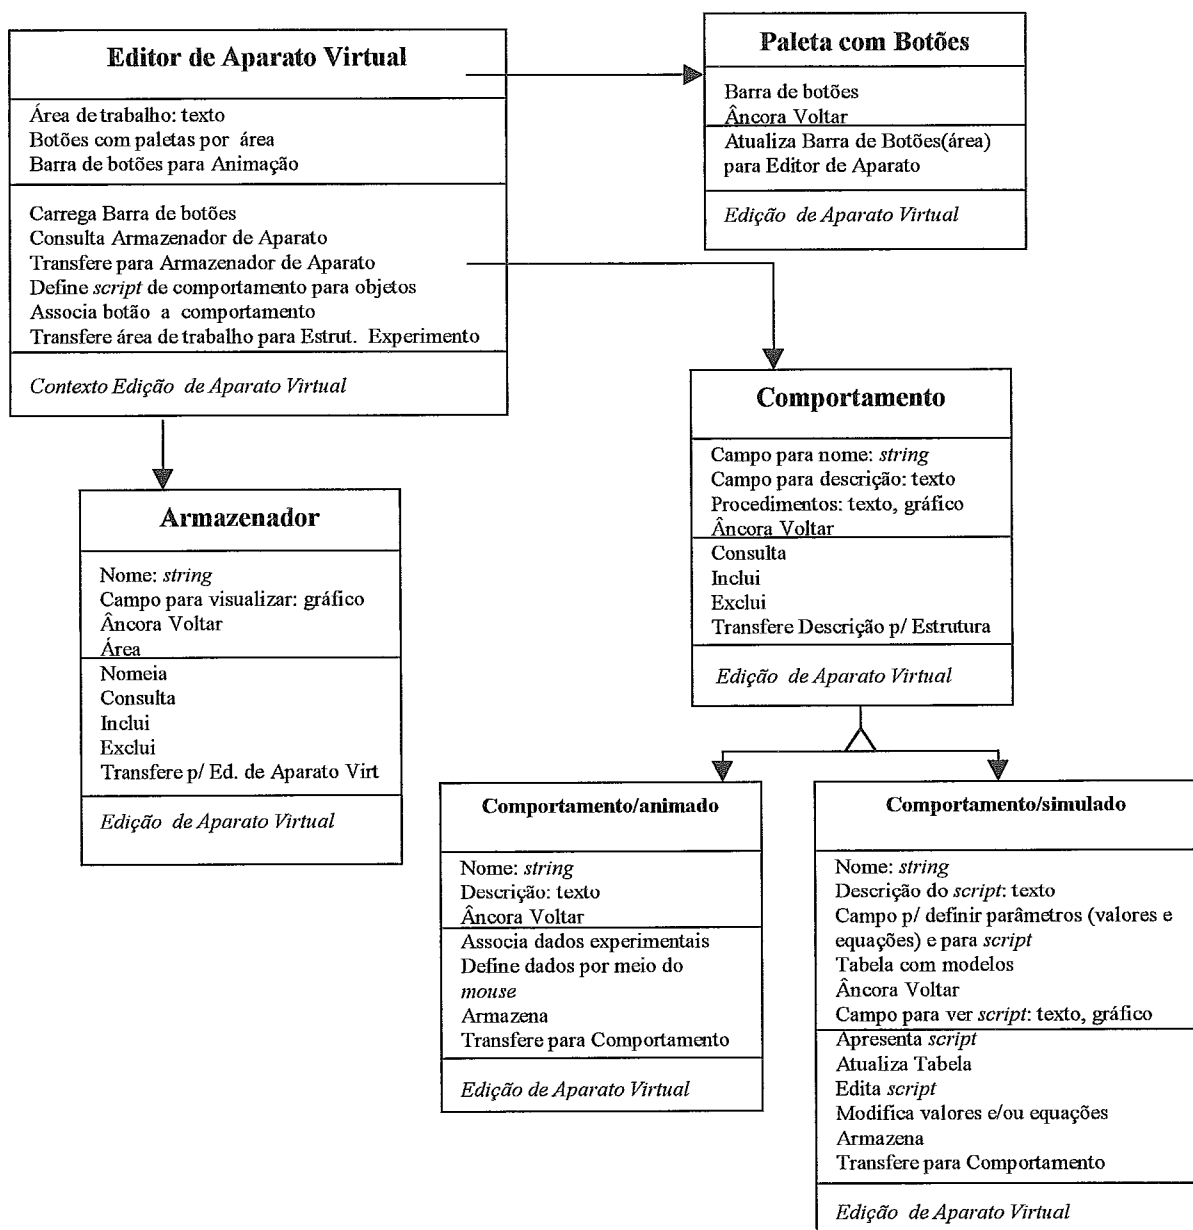 Editor de Aparato Virtual
Área de trabalho: texto
Botões com paletas por área
Barra de botões para Animação
Carrega Barra de botões
Consulta Armazenador de Aparato
Transfere para Armazenador de Aparato
Define script de comportamento para objetos
Associa botão a comportamento
Transfere área de trabalho para Estrut. Experimento
Contexto Edição de Aparato Virtual
Paleta com Botões
Barra de botões
Âncora Voltar
Atualiza Barra de Botões(área)
para Editor de Aparato
Edição de Aparato Virtual
Armazenador
Nome: string
Campo para visualizar: gráfico
Âncora Voltar
Área
Nomeia
Consulta
Inclui
Exclui
Transfere p/ Ed. de Aparato Virt
Edição de Aparato Virtual
Comportamento
Campo para nome: string
Campo para descrição: texto
Procedimentos: texto, gráfico
Âncora Voltar
Consulta
Inclui
Exclui
Transfere Descrição p/ Estrutura
Edição de Aparato Virtual
Comportamento/animado
Nome: string
Descrição: texto
Âncora Voltar
Associa dados experimentais
Define dados por meio do
mouse
Armazena
Transfere para Comportamento
Edição de Aparato Virtual
Comportamento/simulado
Nome: string
Descrição do script: texto
Campo p/ definir parâmetros (valores e
equações) e para script
Tabela com modelos
Âncora Voltar
Campo para ver script: texto, gráfico
Apresenta script
Atualiza Tabela
Edita script
Modifica valores e/ou equações
Armazena
Transfere para Comportamento
Edição de Aparato Virtual